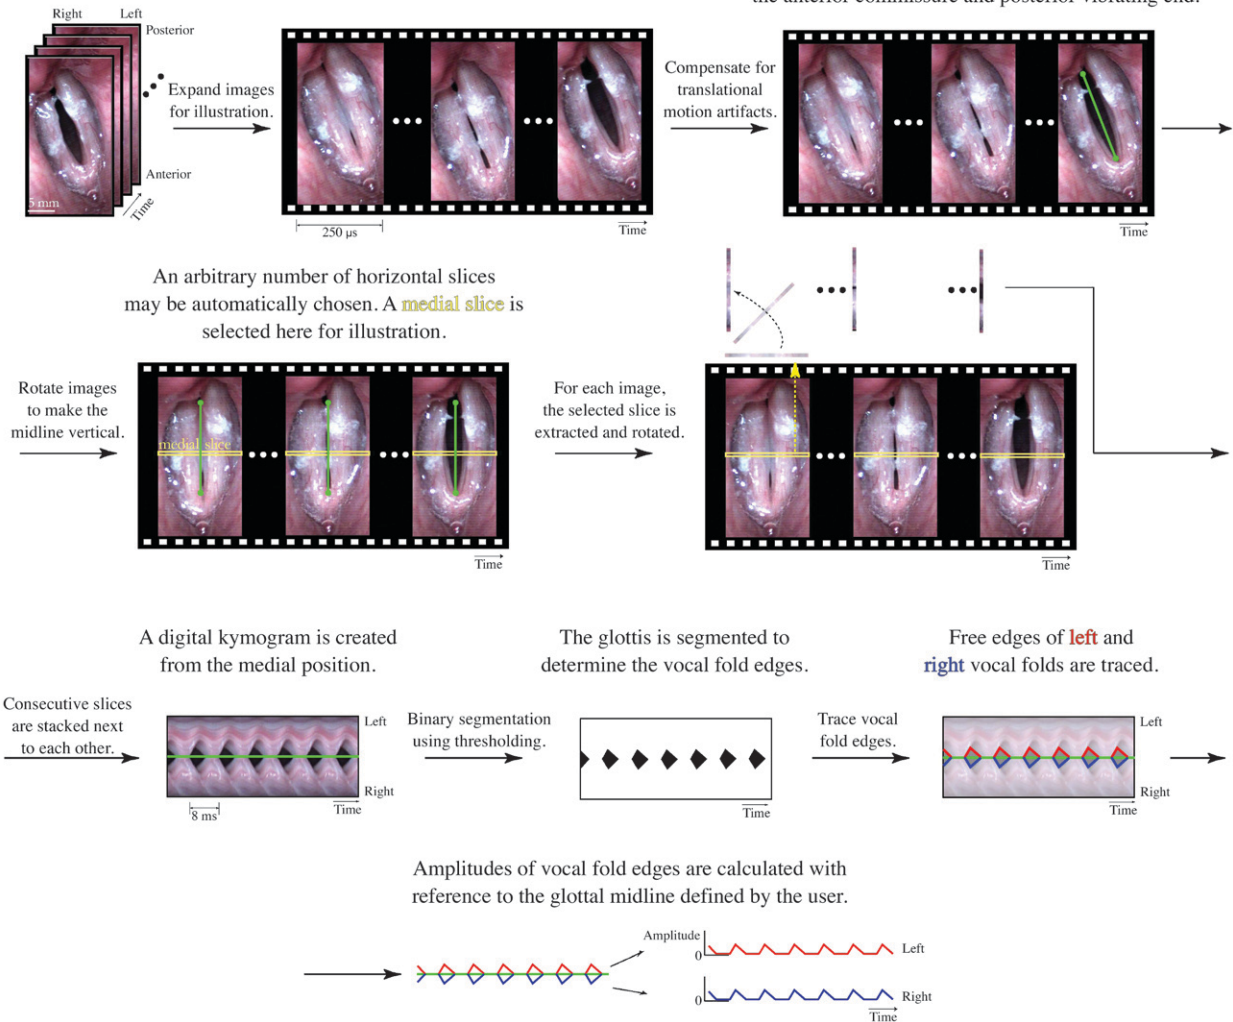 the anterior commissure and posterior vibrating end.
Right Left
Posterior
Anterior
5 mm
Time
Expand images
for illustration.
250 µs
Time
Compensate for
translational
motion artifacts.
Time
An arbitrary number of horizontal slices
may be automatically chosen. A medial slice is
selected here for illustration.
Rotate images
to make the
midline vertical.
medial slice
Time
For each image,
the selected slice is
extracted and rotated.
Time
A digital kymogram is created
from the medial position.
The glottis is segmented to
determine the vocal fold edges.
Free edges of left and
right vocal folds are traced.
Consecutive slices
are stacked next
to each other.
Left
Right
8 ms
Time
Binary segmentation
using thresholding.
Time
Trace vocal
fold edges.
Left
Right
Time
Amplitudes of vocal fold edges are calculated with
reference to the glottal midline defined by the user.
Amplitude
0
Left
0
Right
Time